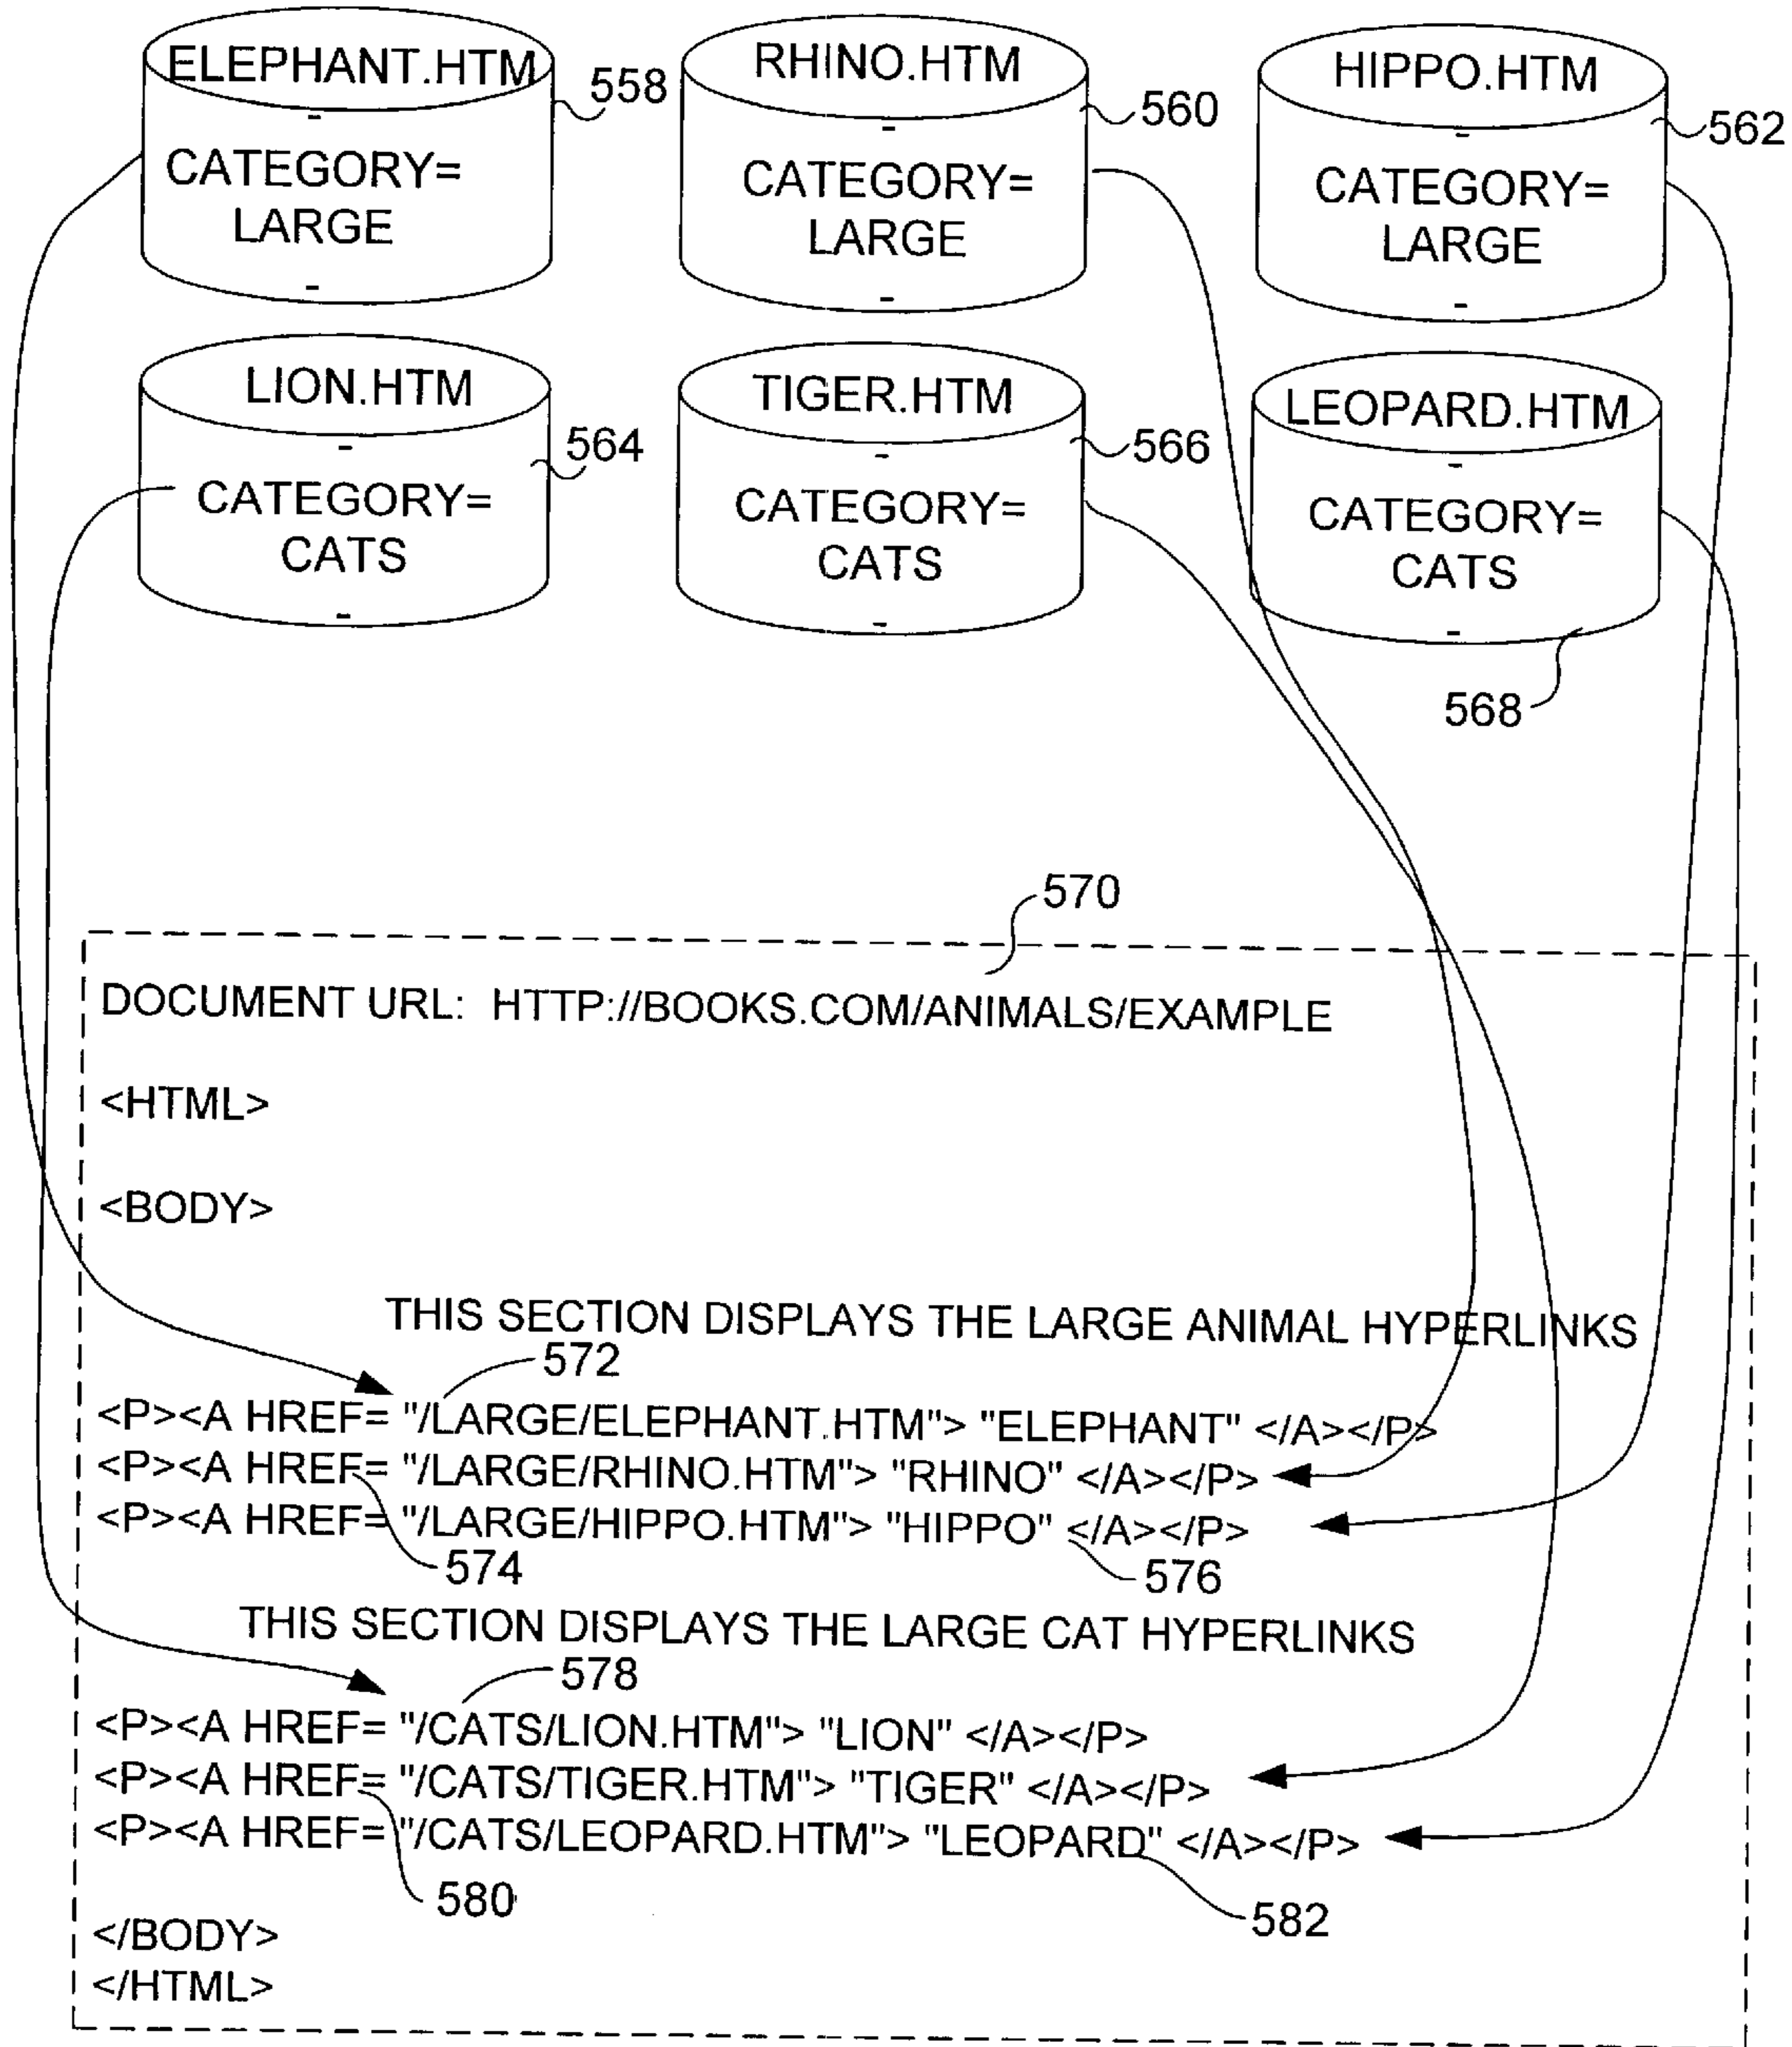 ELEPHANT.HTM
558
-
CATEGORY=
LARGE
-
RHINO.HTM
560
-
CATEGORY=
LARGE
-
HIPPO.HTM
562
-
CATEGORY=
LARGE
-
LION.HTM
564
-
CATEGORY=
CATS
-
TIGER.HTM
566
-
CATEGORY=
CATS
-
LEOPARD.HTM
-
CATEGORY=
CATS
-
568
570
DOCUMENT URL: HTTP://BOOKS.COM/ANIMALS/EXAMPLE
<HTML>
<BODY>
THIS SECTION DISPLAYS THE LARGE ANIMAL HYPERLINKS
572
<P><A HREF= "/LARGE/ELEPHANT.HTM"> "ELEPHANT" </A></P>
<P><A HREF= "/LARGE/RHINO.HTM"> "RHINO" </A></P>
<P><A HREF= "/LARGE/HIPPO.HTM"> "HIPPO" </A></P>
574
576
THIS SECTION DISPLAYS THE LARGE CAT HYPERLINKS
578
<P><A HREF= "/CATS/LION.HTM"> "LION" </A></P>
<P><A HREF= "/CATS/TIGER.HTM"> "TIGER" </A></P>
<P><A HREF= "/CATS/LEOPARD.HTM"> "LEOPARD" </A></P>
580
582
</BODY>
</HTML>